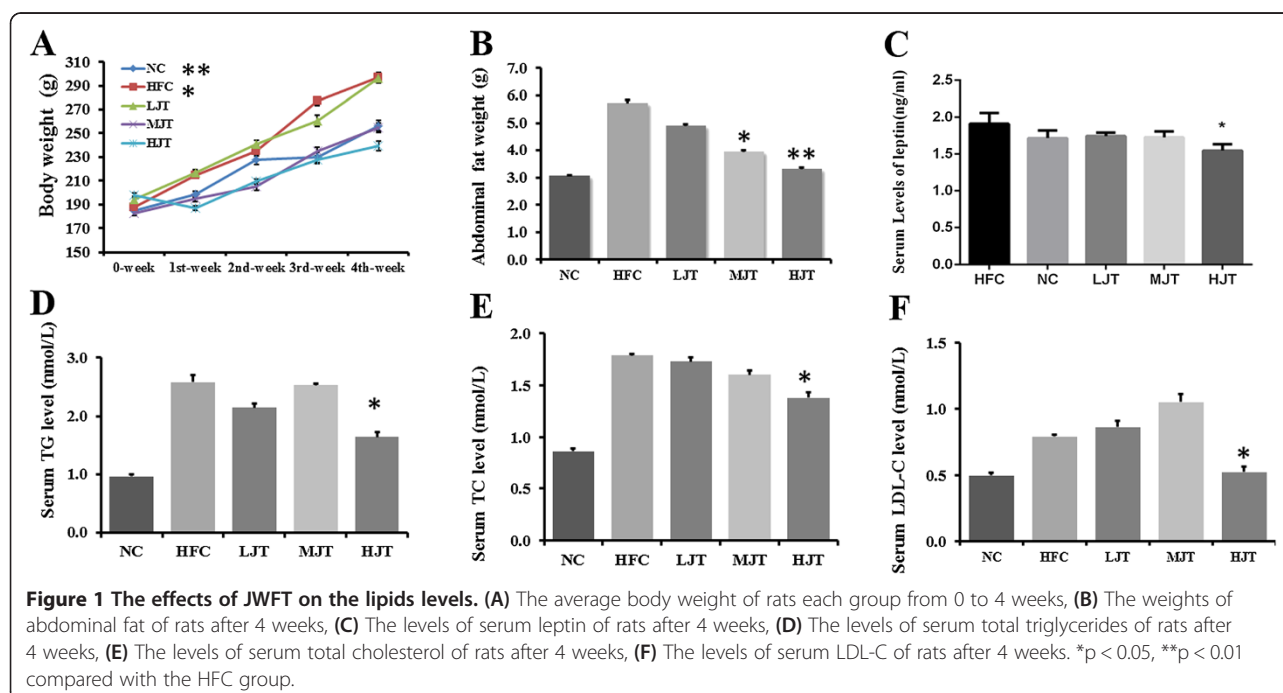 A
Body weight (g)
310
290
270
250
230
210
190
170
150
NC **
HFC *
LJT
MJT
HJT
0-week 1st-week 2nd-week 3rd-week 4th-week
B
Abdominal fat weight (g)
7.0
6.0
5.0
4.0
3.0
2.0
1.0
0.0
* **
NC HFC LJT MJT HJT
C
Serum Levels of leptin(ng/ml)
2.5
2.0
1.5
1.0
0.5
0.0
*
HFC NC LJT MJT HJT
D
Serum TG level (nmol/L)
3.0
2.0
1.0
0.0
*
NC HFC LJT MJT HJT
E
Serum TC level (nmol/L)
2.0
1.5
1.0
0.5
0.0
*
NC HFC LJT MJT HJT
F
Serum LDL-C level (nmol/L)
1.5
1.0
0.5
0.0
*
NC HFC LJT MJT HJT
Figure 1 The effects of JWFT on the lipids levels. (A) The average body weight of rats each group from 0 to 4 weeks, (B) The weights of
abdominal fat of rats after 4 weeks, (C) The levels of serum leptin of rats after 4 weeks, (D) The levels of serum total triglycerides of rats after
4 weeks, (E) The levels of serum total cholesterol of rats after 4 weeks, (F) The levels of serum LDL-C of rats after 4 weeks. *p < 0.05, **p < 0.01
compared with the HFC group.